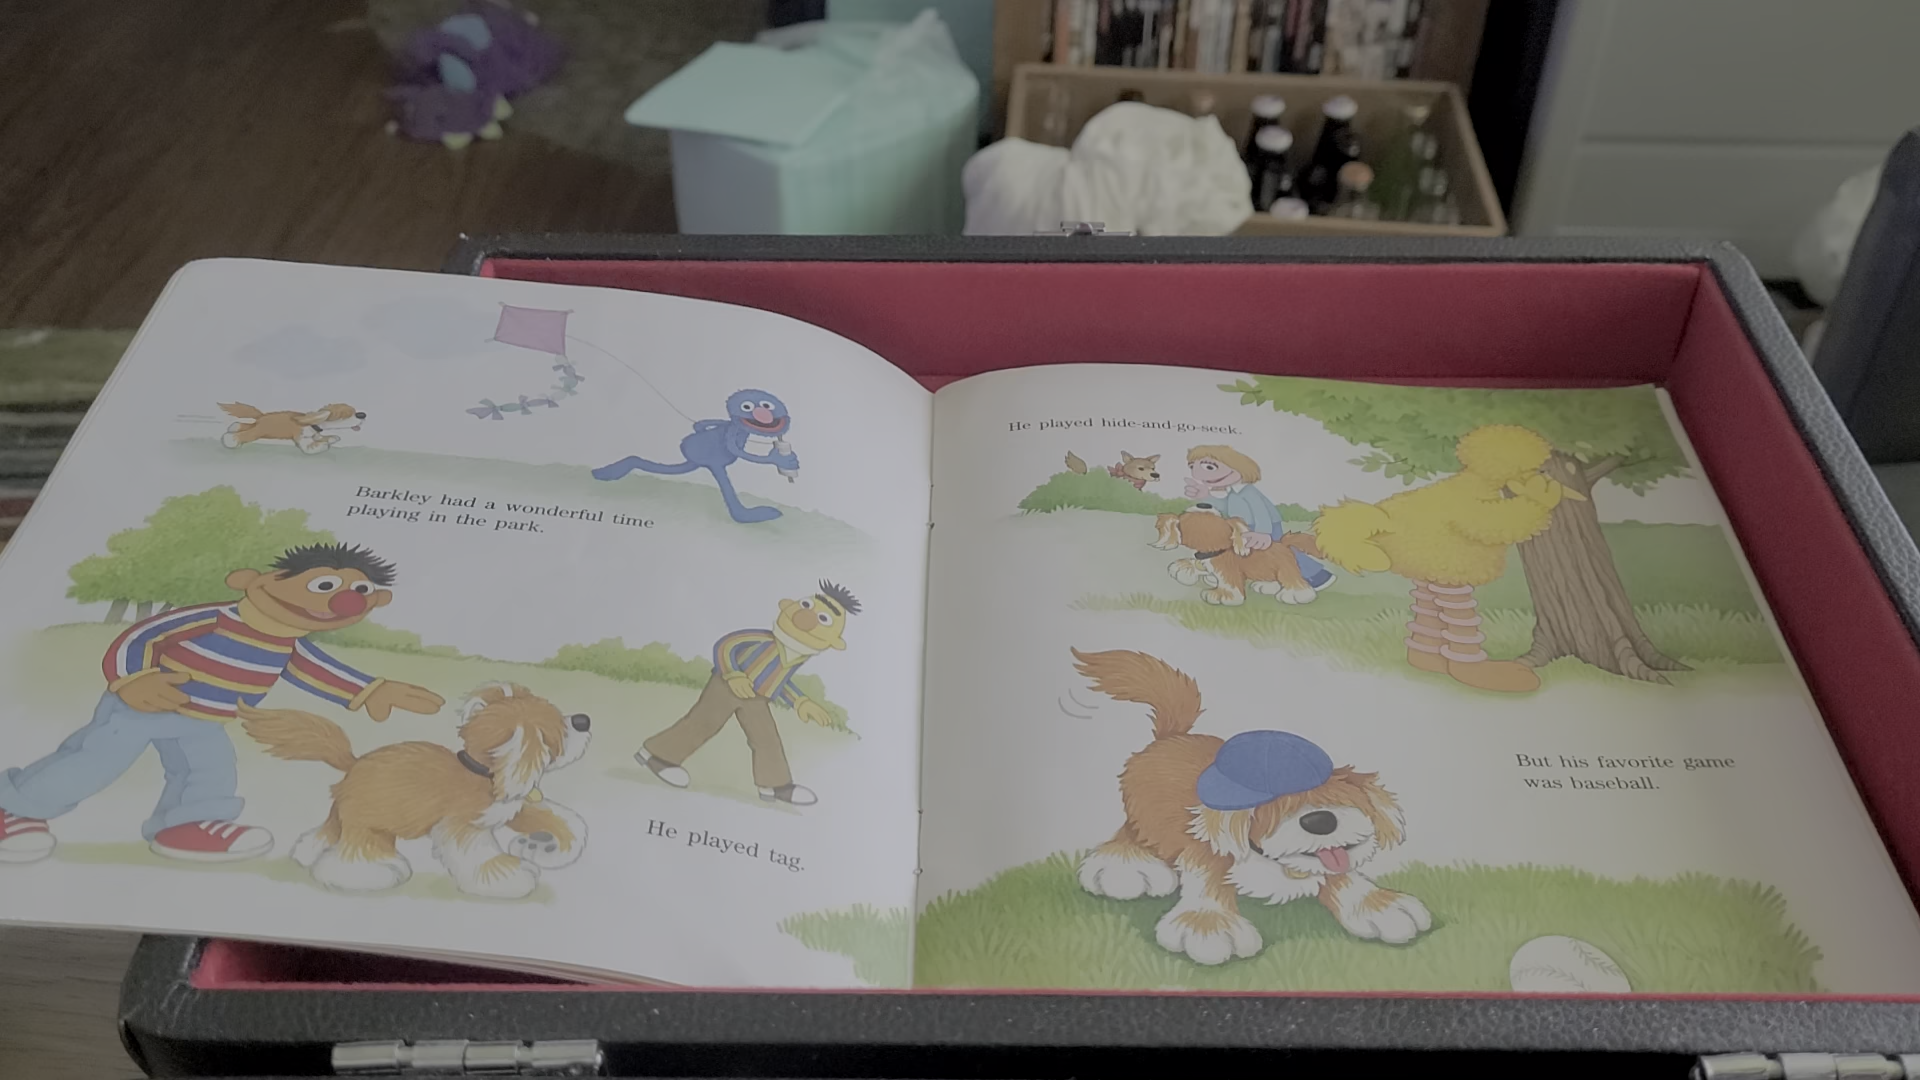 Barkley had a wonderful time
playing in the park.
He played tag.
He played hide-and-go-seek.
But his favorite game
was baseball.